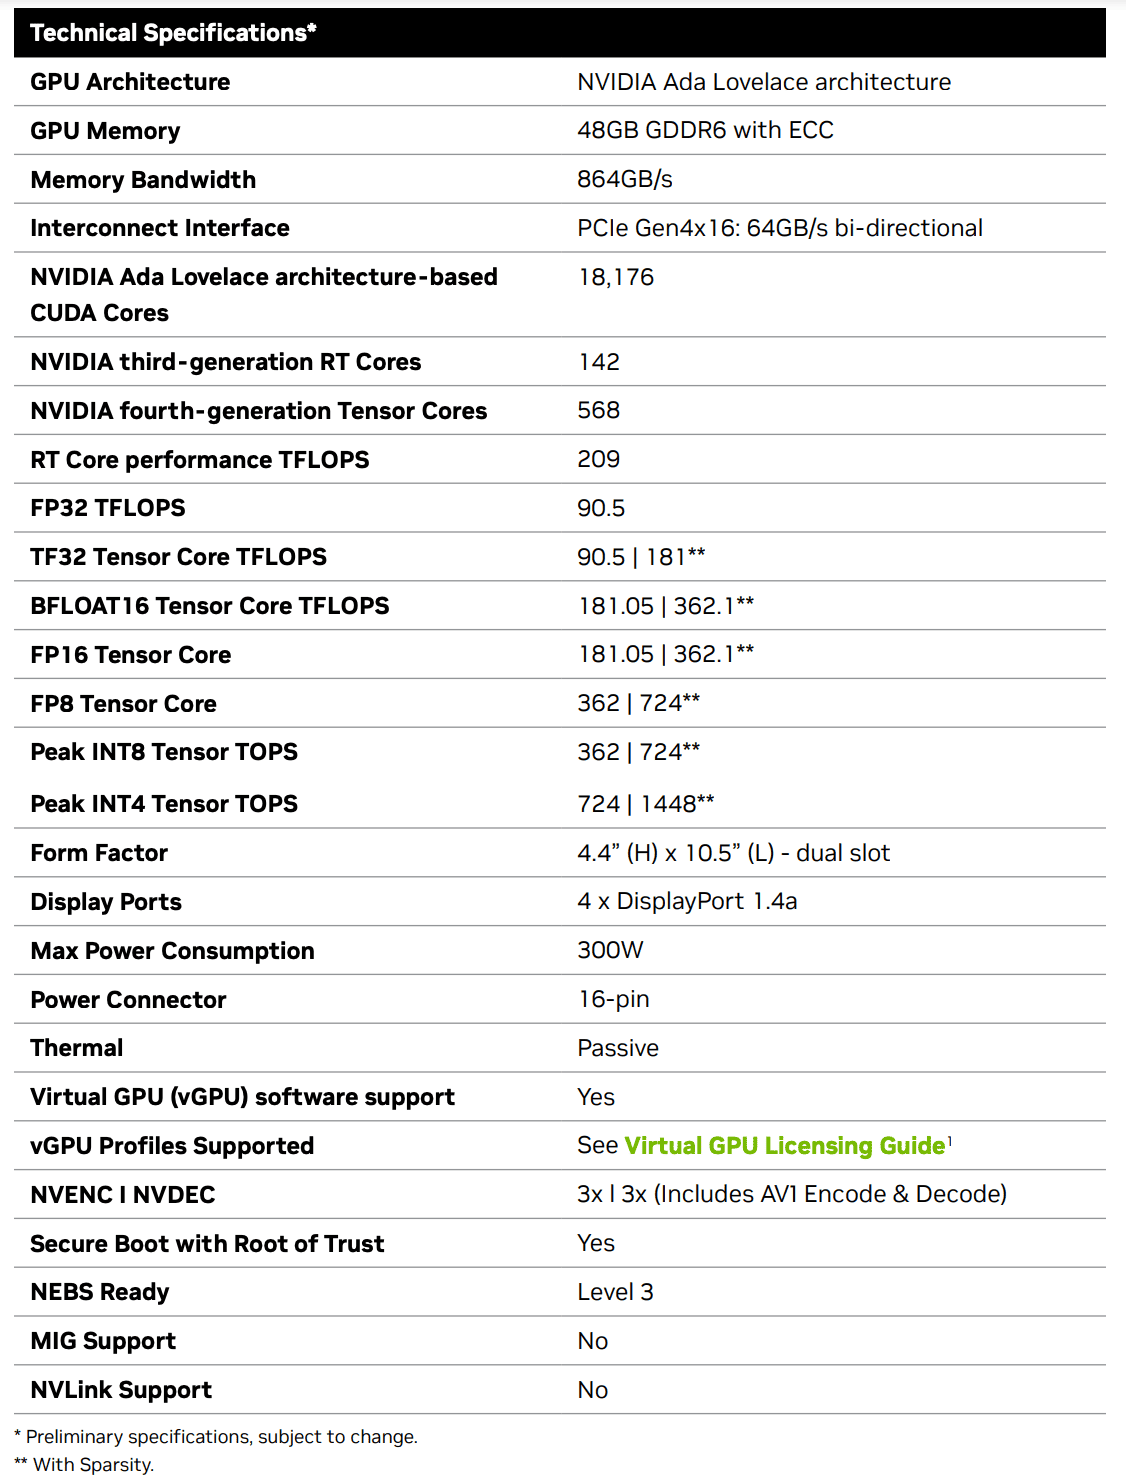 Technical Specifications*
GPU Architecture NVIDIA Ada Lovelace architecture
GPU Memory 48GB GDDR6 with ECC
Memory Bandwidth 864GB/s
Interconnect Interface PCIe Gen4x16: 64GB/s bi-directional
NVIDIA Ada Lovelace architecture-based 18,176
CUDA Cores
NVIDIA third-generation RT Cores 142
NVIDIA fourth-generation Tensor Cores 568
RT Core performance TFLOPS 209
FP32 TFLOPS 90.5
TF32 Tensor Core TFLOPS 90.5 | 181**
BFLOAT16 Tensor Core TFLOPS 181.05 | 362.1**
FP16 Tensor Core 181.05 | 362.1**
FP8 Tensor Core 362 | 724**
Peak INT8 Tensor TOPS 362 | 724**
Peak INT4 Tensor TOPS 724 | 1448**
Form Factor 4.4” (H) x 10.5” (L) - dual slot
Display Ports 4 x DisplayPort 1.4a
Max Power Consumption 300W
Power Connector 16-pin
Thermal Passive
Virtual GPU (vGPU) software support Yes
vGPU Profiles Supported See Virtual GPU Licensing Guide¹
NVENC I NVDEC 3x l 3x (Includes AV1 Encode & Decode)
Secure Boot with Root of Trust Yes
NEBS Ready Level 3
MIG Support No
NVLink Support No
* Preliminary specifications, subject to change.
** With Sparsity.